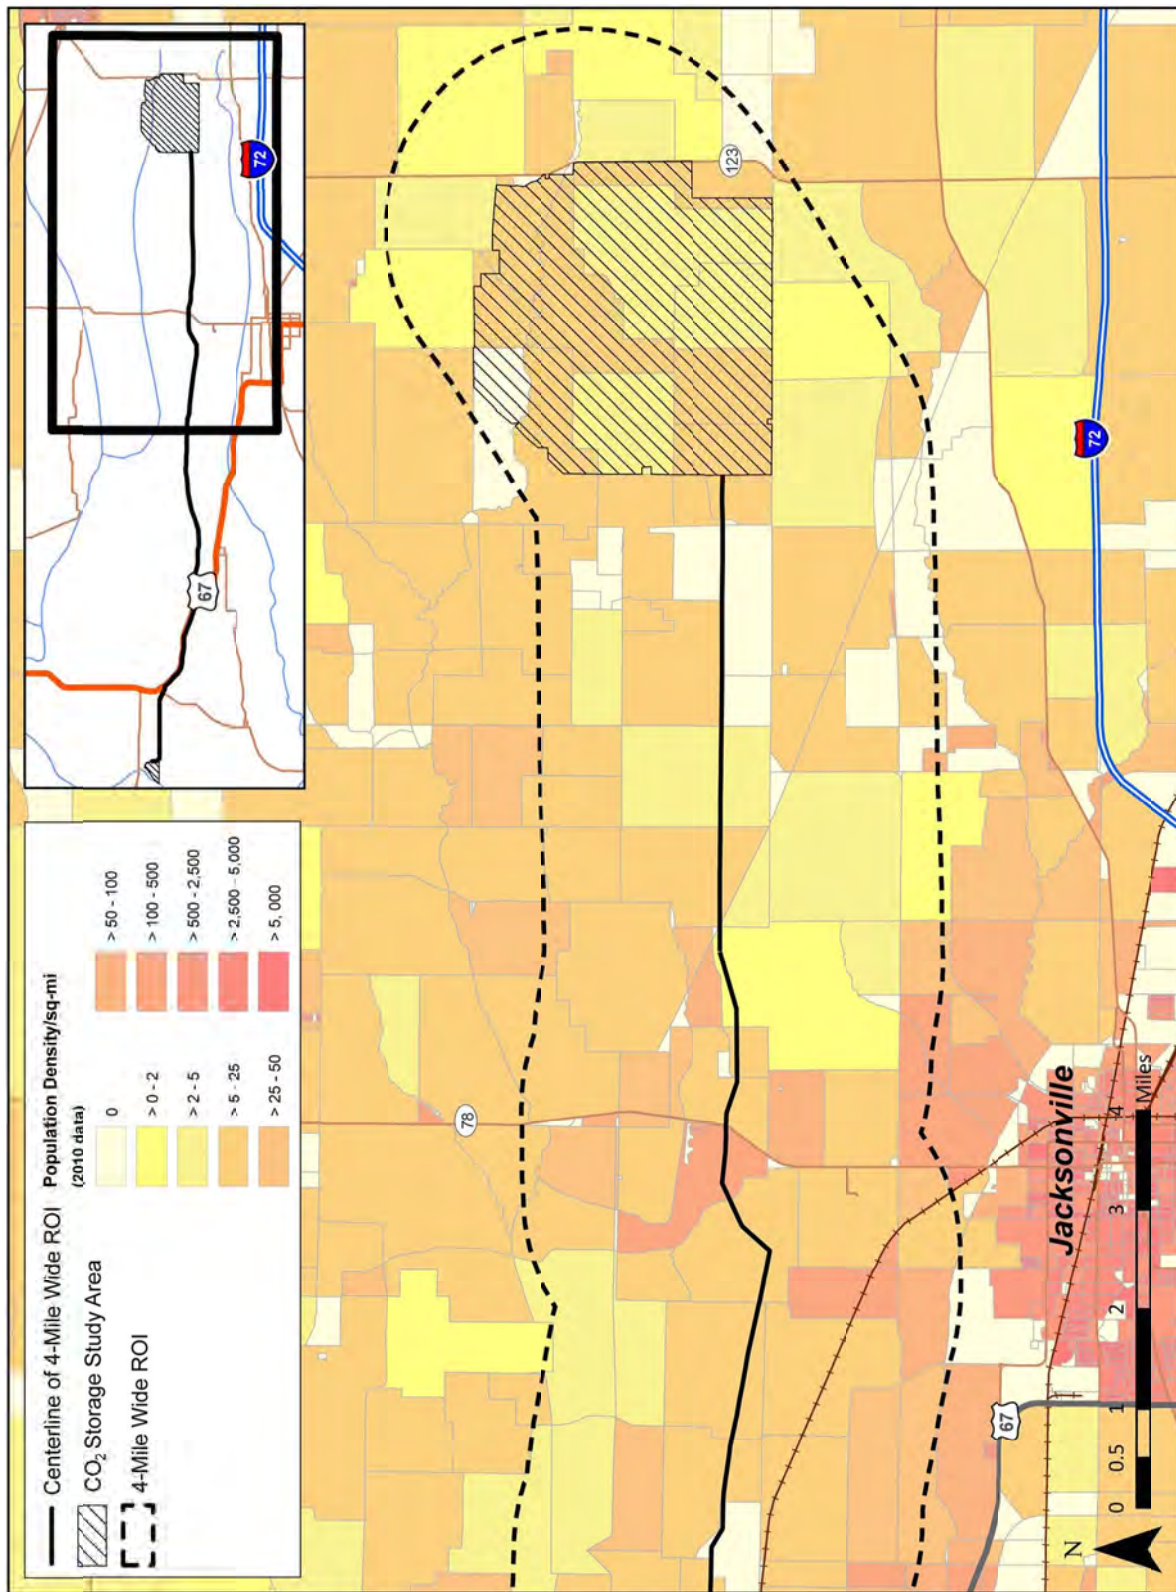 Centerline of 4-Mile Wide ROI
CO₂ Storage Study Area
4-Mile Wide ROI
Population Density/sq-mi
(2010 data)
0
> 0 - 2
> 2 - 5
> 5 - 25
> 25 - 50
> 50 - 100
> 100 - 500
> 500 - 2,500
> 2,500 - 5,000
> 5, 000
67
72
78
123
72
67
Jacksonville
N
0 0.5 1 2 3 4
Miles